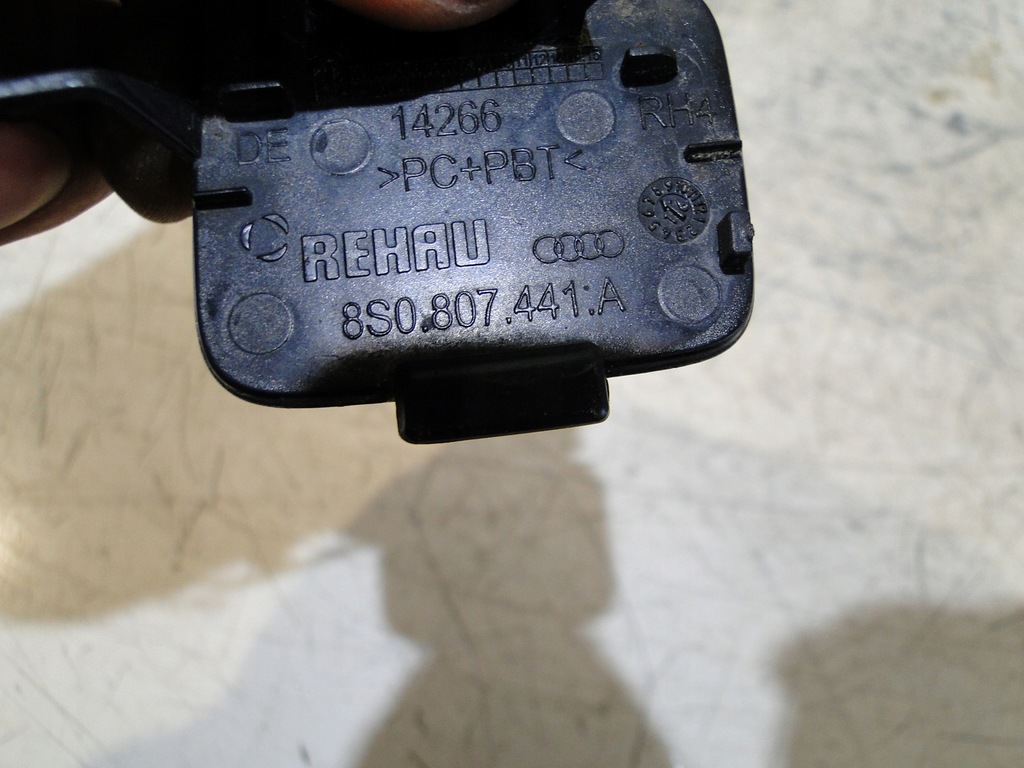 14266
DE RH4
>PC+PBT<
REHAU
8S0.807.441.A